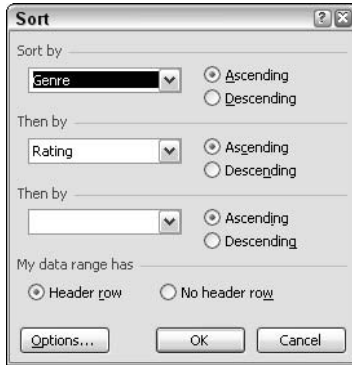 Sort
Sort by
Genre
Ascending
Descending
Then by
Rating
Ascending
Descending
Then by
Ascending
Descending
My data range has
Header row No header row
Options... OK Cancel